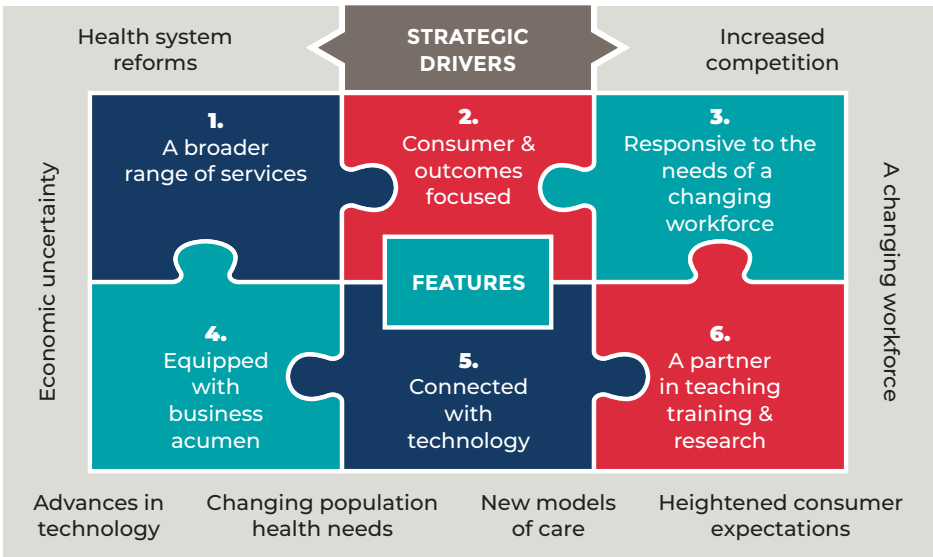 Health system
reforms
STRATEGIC
DRIVERS
Increased
competition
Economic uncertainty
1.
A broader
range of services
2.
Consumer &
outcomes
focused
3.
Responsive to the
needs of a
changing
workforce
A changing workforce
FEATURES
4.
Equipped
with
business
acumen
5.
Connected
with
technology
6.
A partner
in teaching
training &
research
Advances in
technology
Changing population
health needs
New models
of care
Heightened consumer
expectations